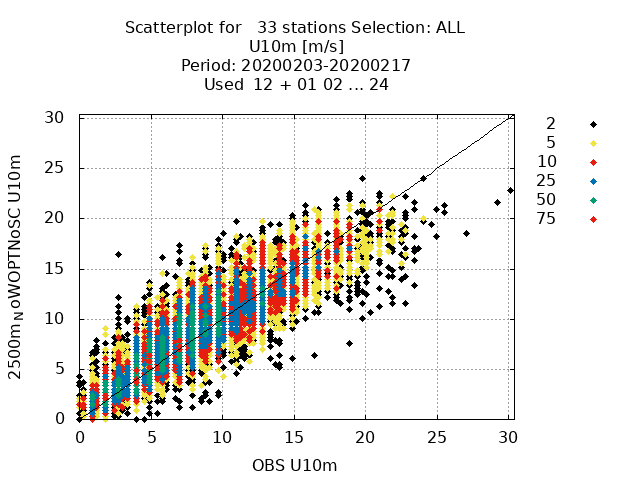 Scatterplot for 33 stations Selection: ALL
U10m [m/s]
Period: 20200203-20200217
Used 12 + 01 02 ... 24
30
25
20
15
10
5
0
0 5 10 15 20 25 30
2500m_NoWOPTNoSC U10m
OBS U10m
2
5
10
25
50
75